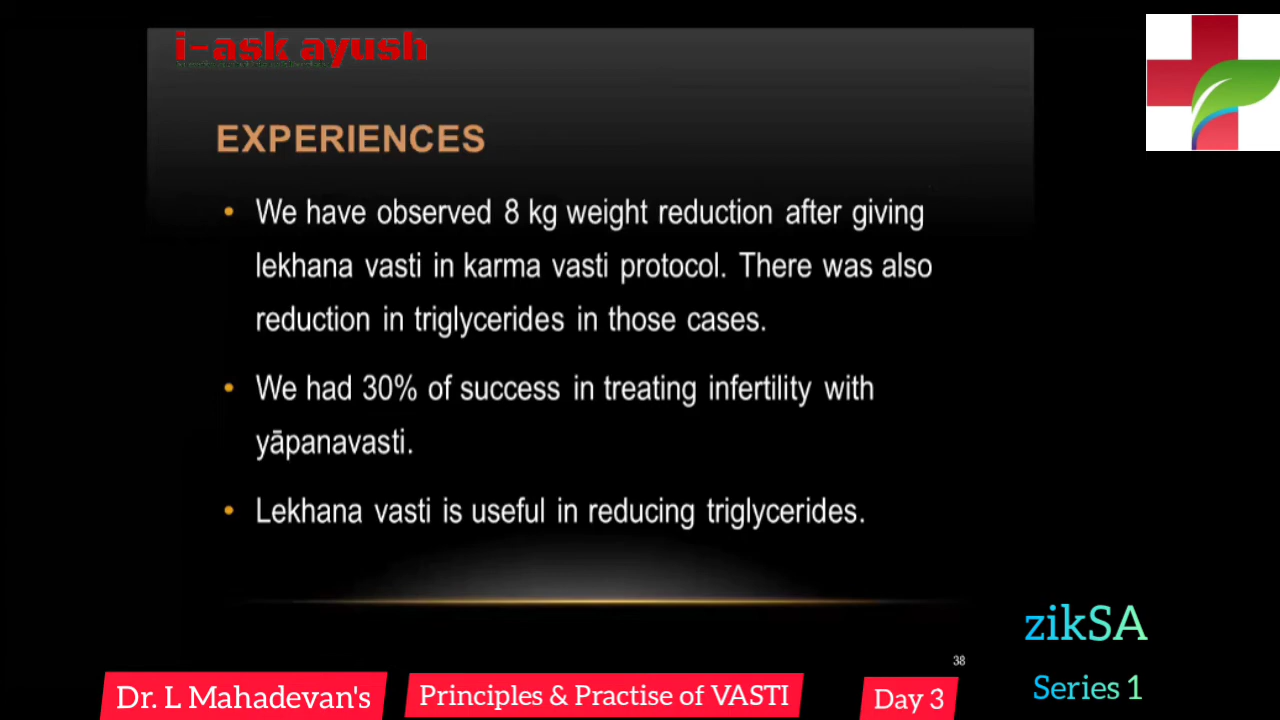 i-ask ayush
EXPERIENCES
• We have observed 8 kg weight reduction after giving
lekhana vasti in karma vasti protocol. There was also
reduction in triglycerides in those cases.
• We had 30% of success in treating infertility with
yāpanavasti.
• Lekhana vasti is useful in reducing triglycerides.
38
zikSA
Series 1
Dr. L Mahadevan's
Principles & Practise of VASTI
Day 3